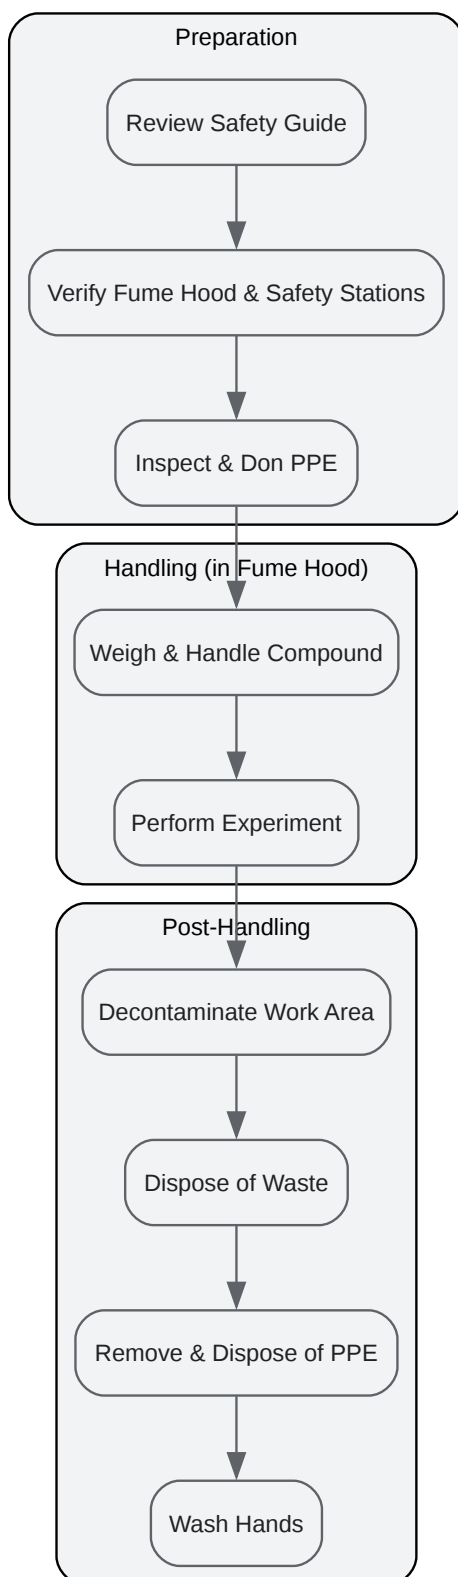 Preparation
Review Safety Guide
Verify Fume Hood & Safety Stations
Inspect & Don PPE
Handling (in Fume Hood)
Weigh & Handle Compound
Perform Experiment
Post-Handling
Decontaminate Work Area
Dispose of Waste
Remove & Dispose of PPE
Wash Hands